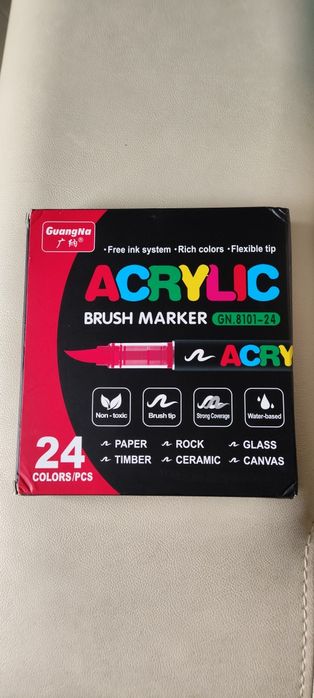 GuangNa
广纳®
·Free ink system ·Rich colors ·Flexible tip
ACRYLIC
BRUSH MARKER GN.8101-24
ACRY
Non - toxic
Brush tip
Strong Coverage
Water-based
24
COLORS/PCS
PAPER ROCK GLASS
TIMBER CERAMIC CANVAS